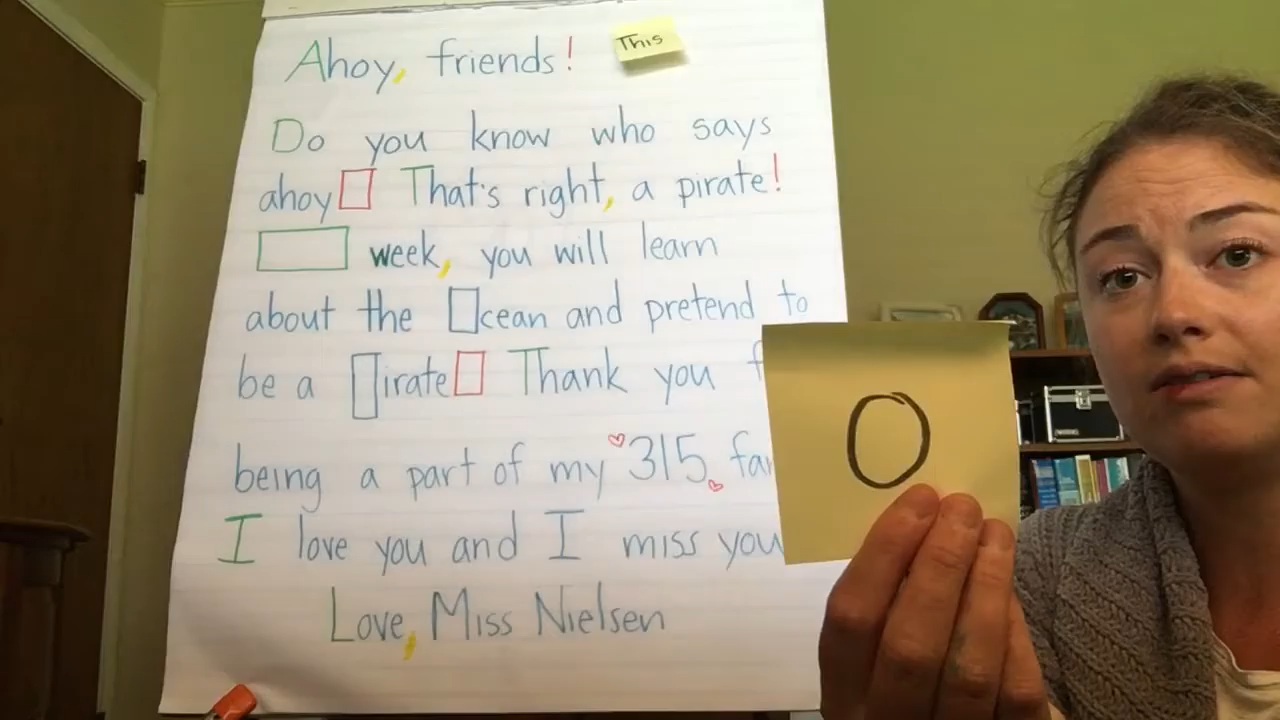 Ahoy, friends!
This
Do you know who says
ahoy That's right, a pirate!
week, you will learn
about the cean and pretend to
be a irate Thank you
being a part of my 315
I love you and I miss you
Love, Miss Nielsen
O